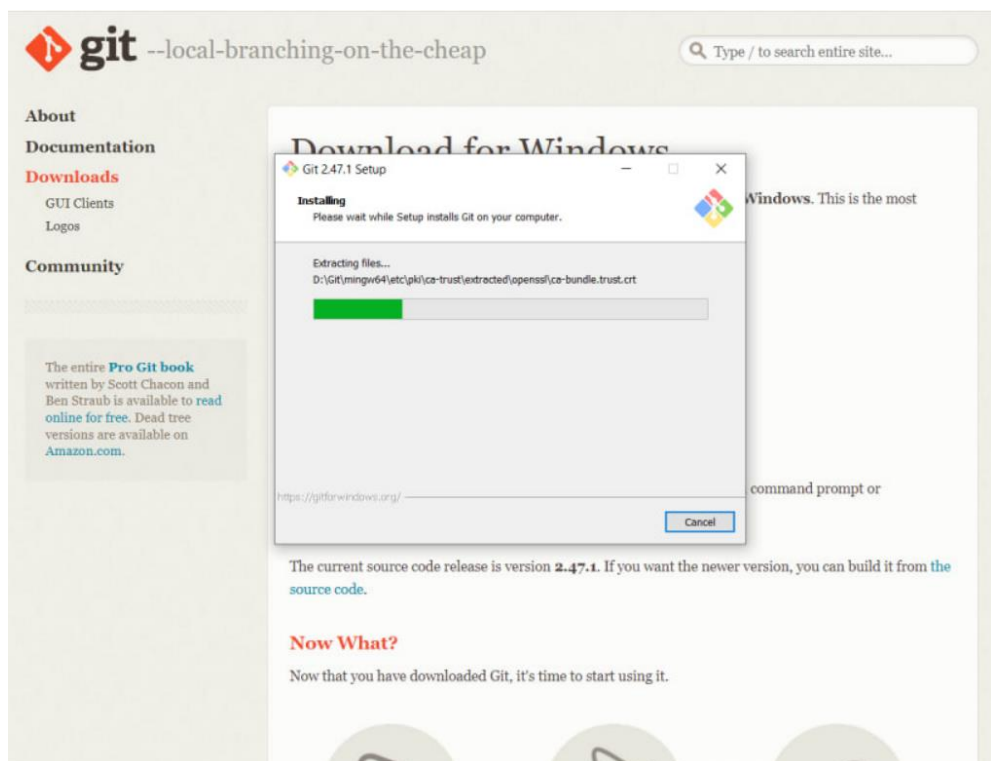 git --local-branching-on-the-cheap
Type / to search entire site...
About
Documentation
Downloads
GUI Clients
Logos
Community
The entire Pro Git book
written by Scott Chacon and
Ben Straub is available to read
online for free. Dead tree
versions are available on
Amazon.com.
Download for Windows
Windows. This is the most
Git 2.47.1 Setup
Installing
Please wait while Setup installs Git on your computer.
Extracting files...
D:\Git\mingw64\etc\pki\ca-trust\extracted\openssl\ca-bundle.trust.crt
https://gitforwindows.org/
Cancel
command prompt or
The current source code release is version 2.47.1. If you want the newer version, you can build it from the
source code.
Now What?
Now that you have downloaded Git, it's time to start using it.